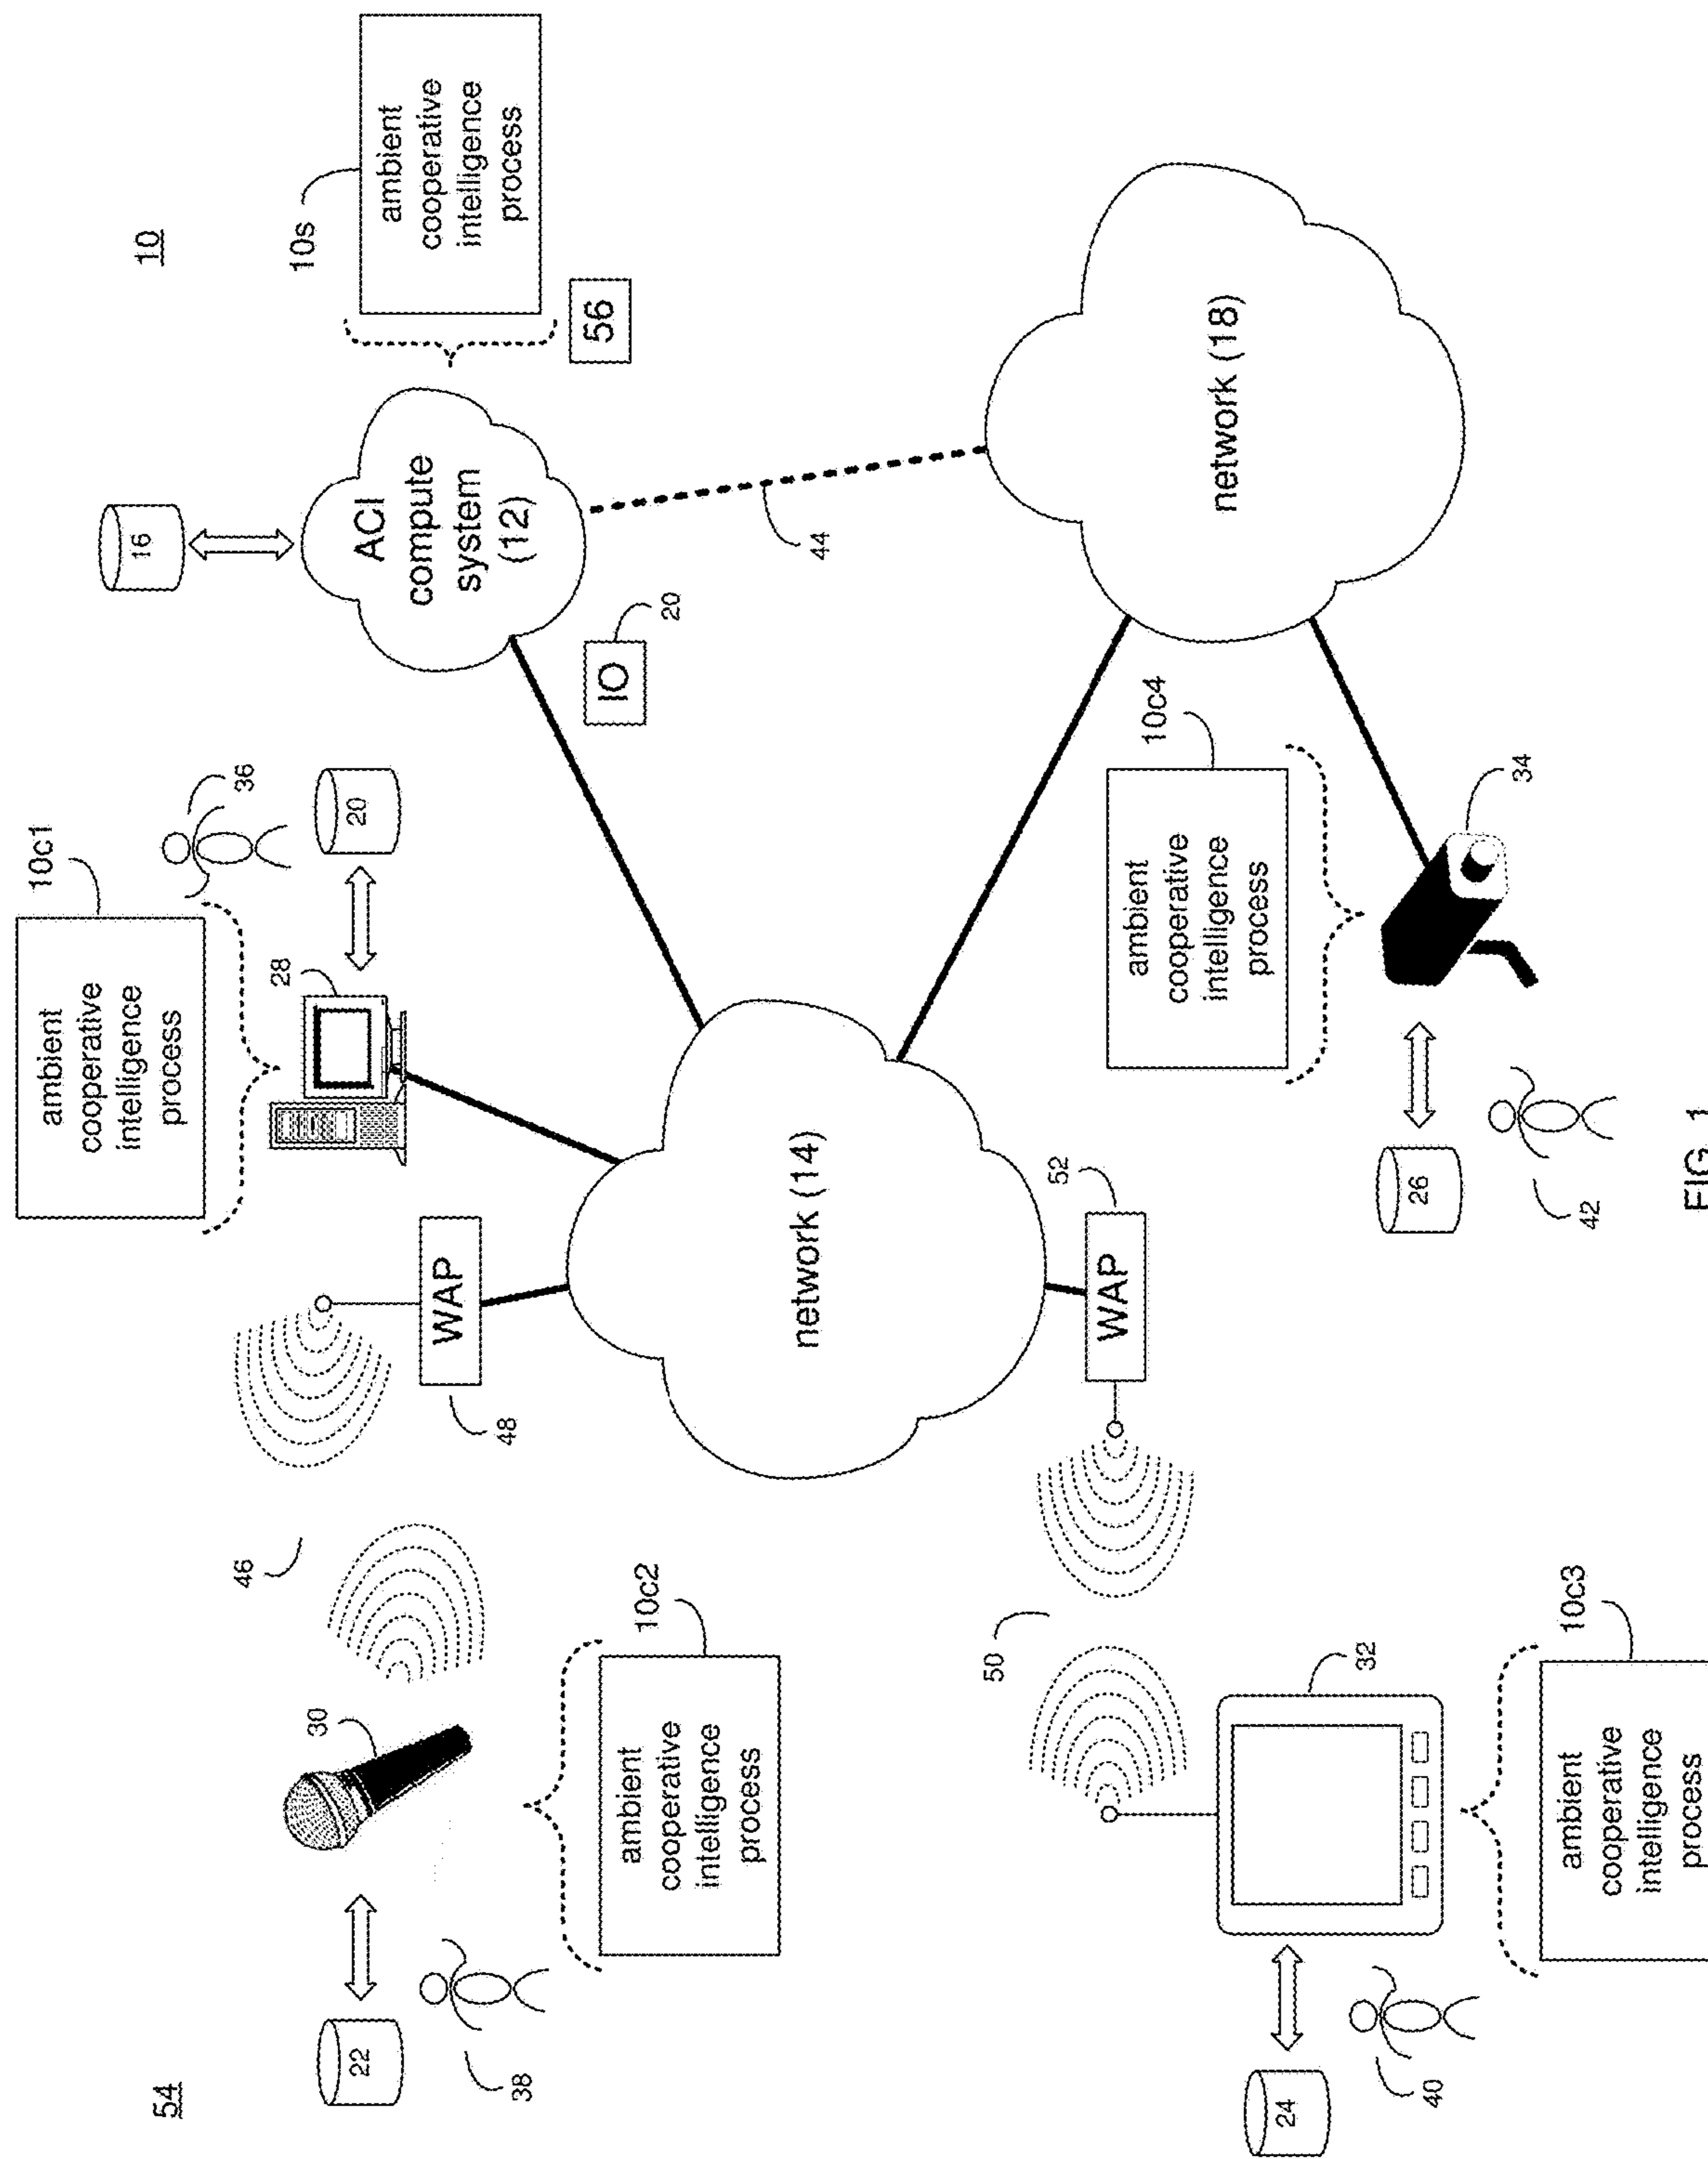 54
10
10c1
ambient
cooperative
intelligence
process
36
20
28
16
10s
ambient
cooperative
intelligence
process
56
ACI
compute
system
(12)
IO
20
46
48
WAP
30
22
38
10c2
ambient
cooperative
intelligence
process
network (14)
44
50
52
WAP
network (18)
32
24
40
10c3
ambient
cooperative
intelligence
process
10c4
ambient
cooperative
intelligence
process
34
26
42
FIG. 1